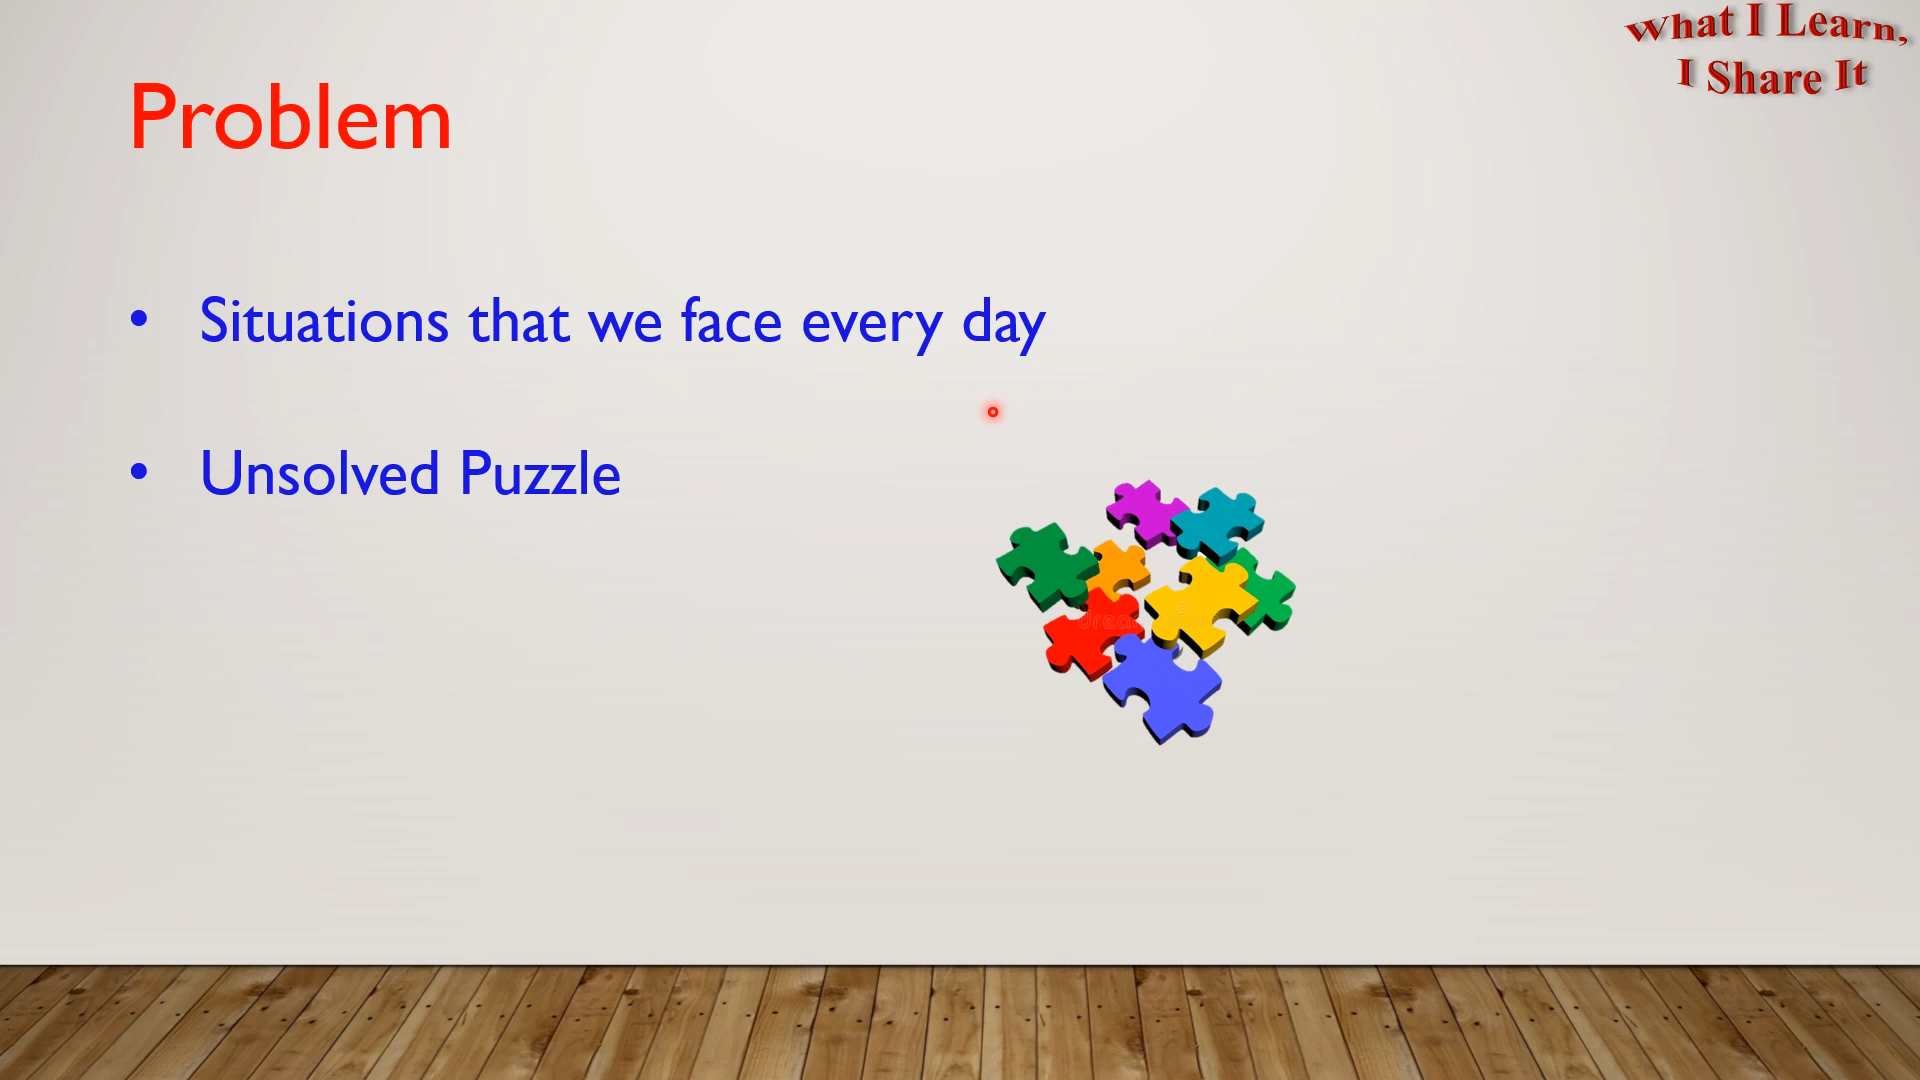 What I Learn,
I Share It
Problem
• Situations that we face every day
• Unsolved Puzzle